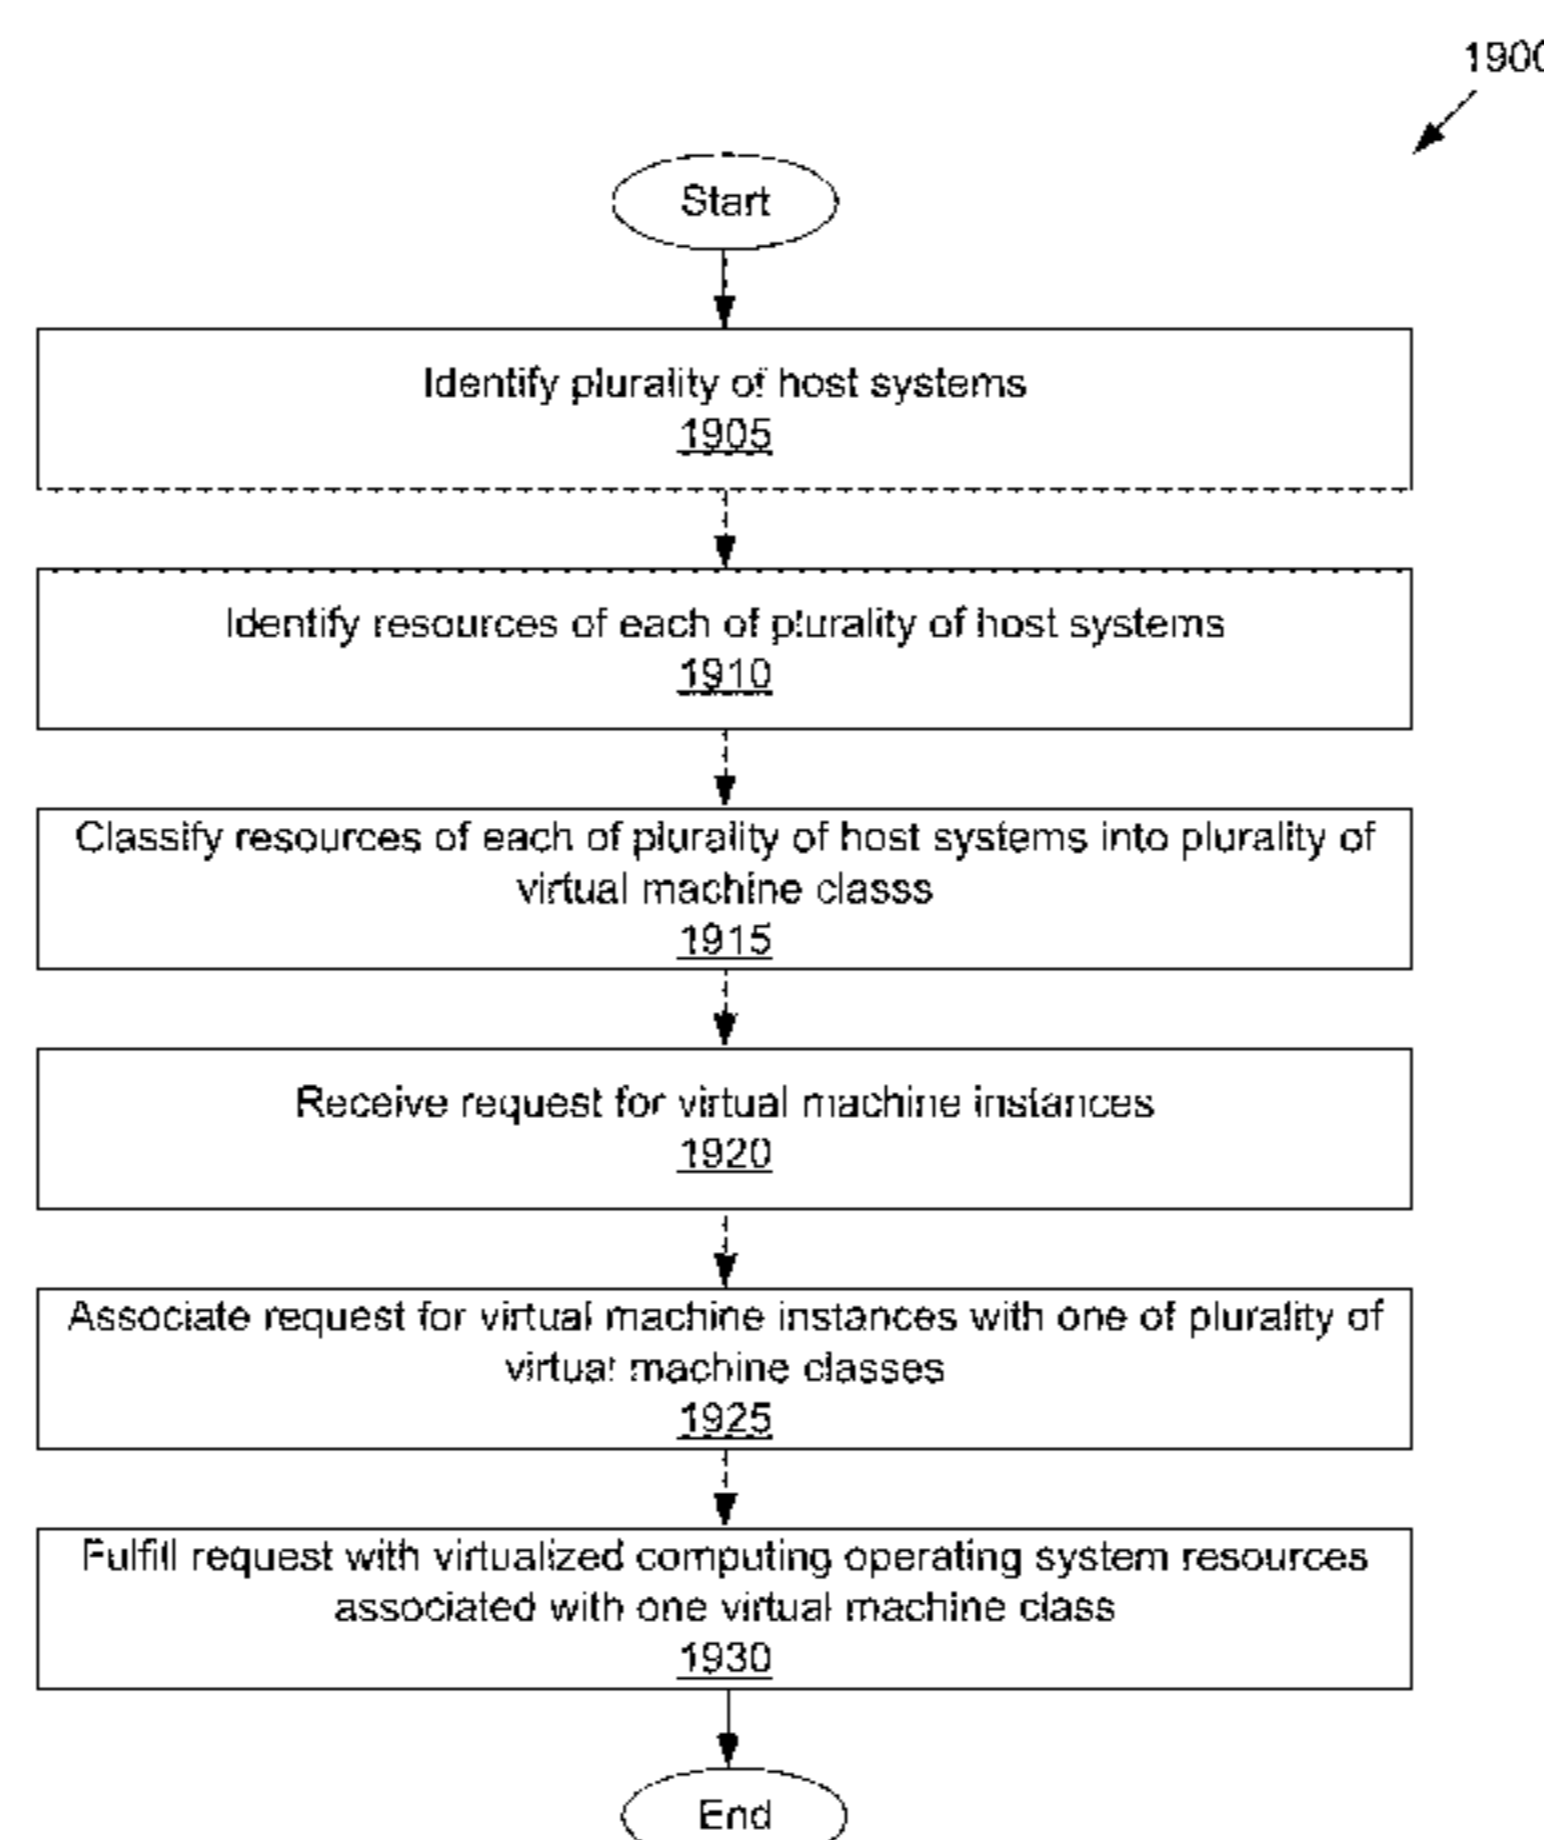 1900
Start
Identify plurality of host systems
1905
Identify resources of each of plurality of host systems
1910
Classify resources of each of plurality of host systems into plurality of
virtual machine classs
1915
Receive request for virtual machine instances
1920
Associate request for virtual machine instances with one of plurality of
virtual machine classes
1925
Fulfill request with virtualized computing operating system resources
associated with one virtual machine class
1930
End